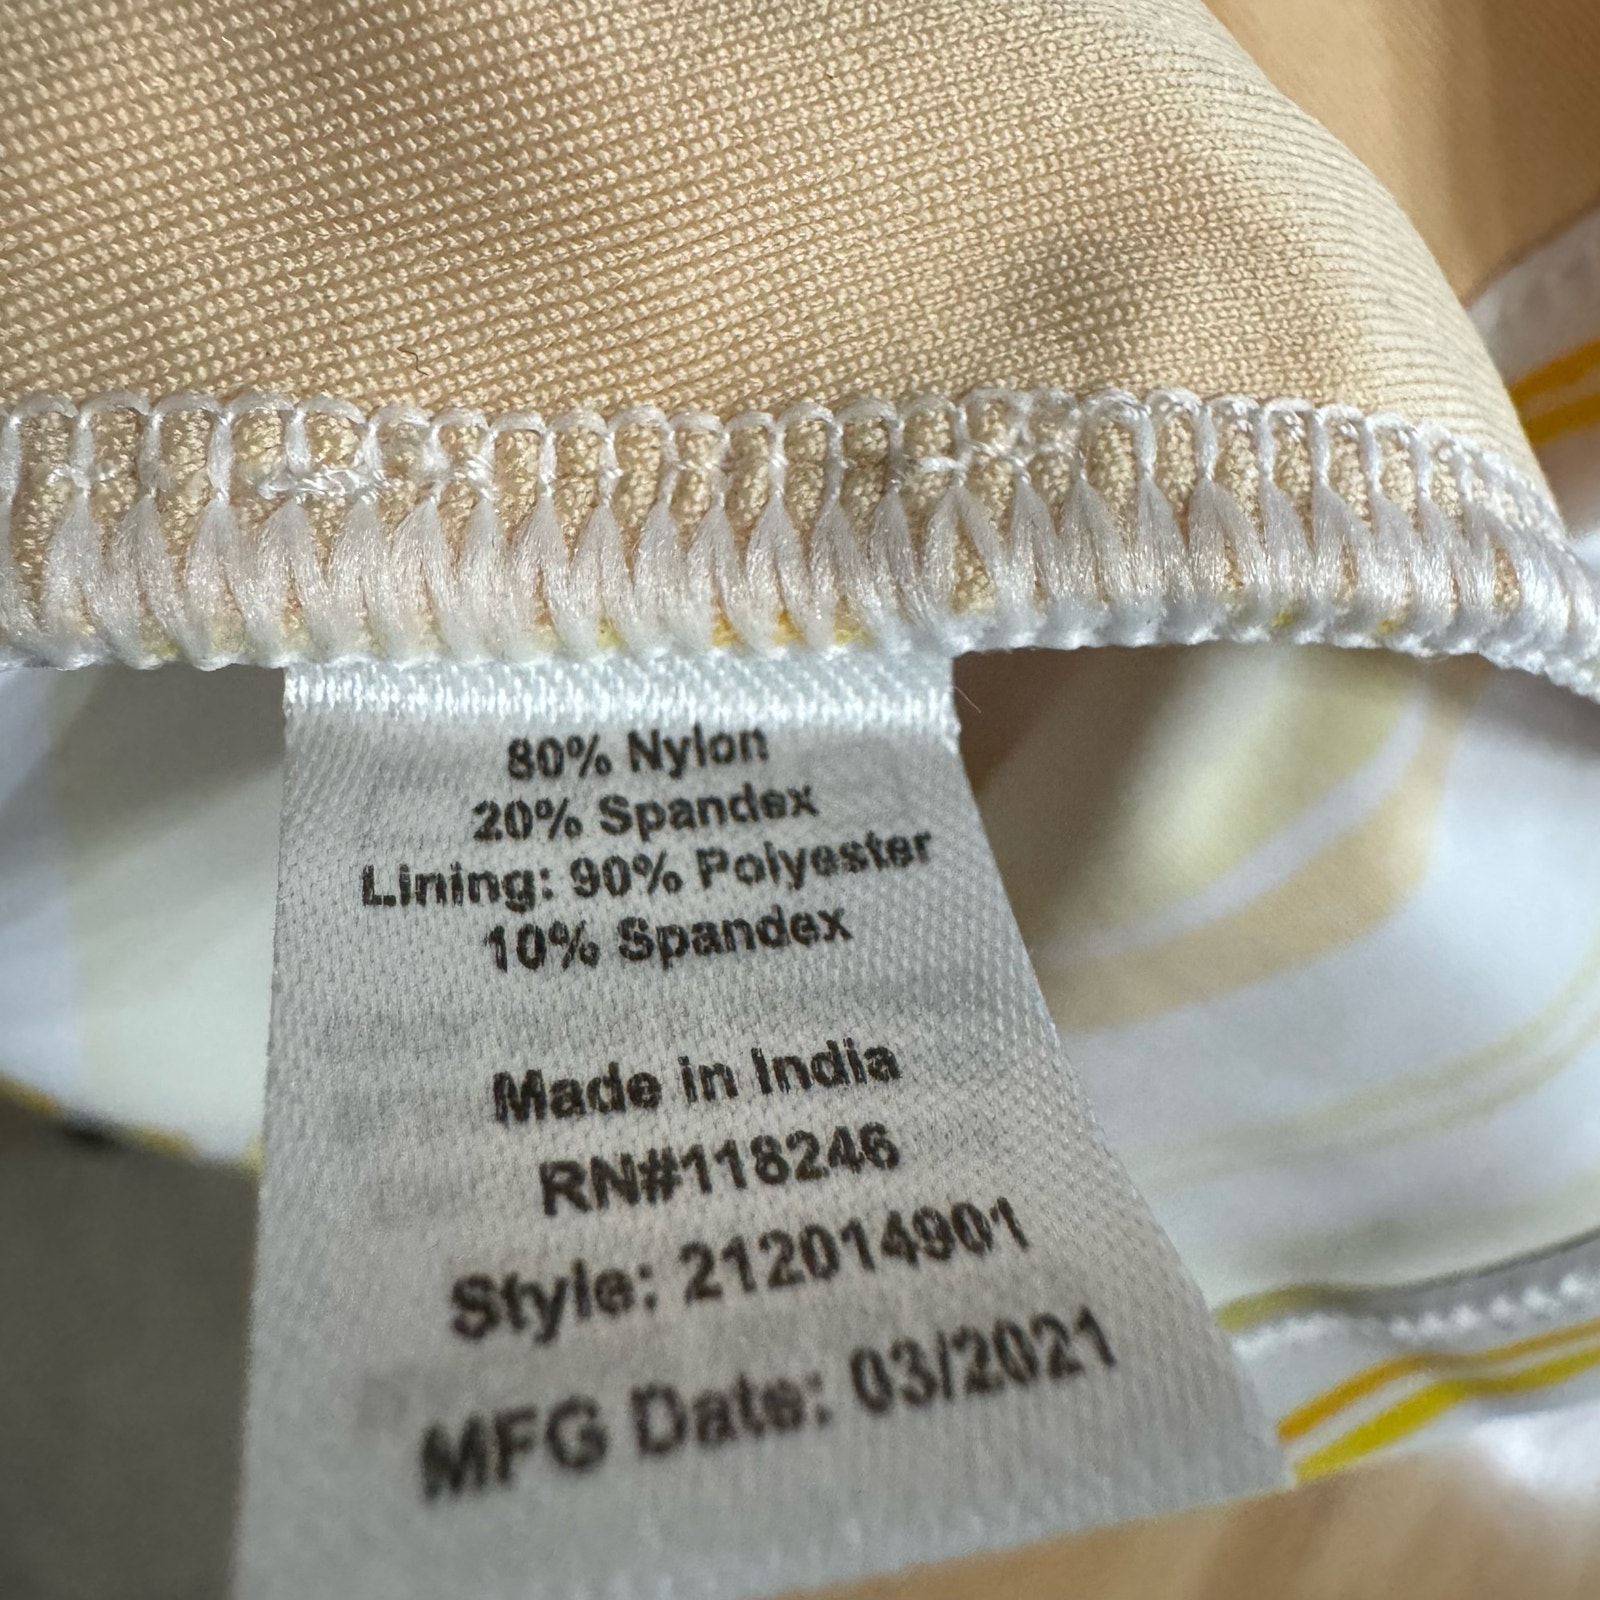 80% Nylon
20% Spandex
Lining: 90% Polyester
10% Spandex
Made in India
RN#118246
Style: 212014901
MFG Date: 03/2021